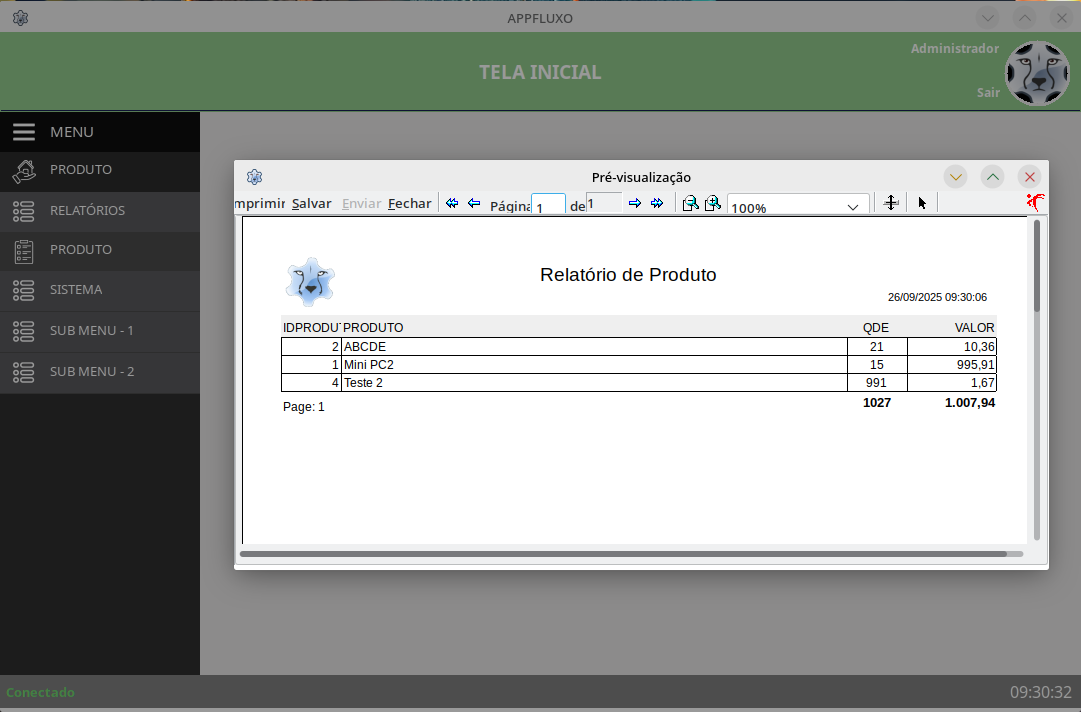 APPFLUXO
Administrador
TELA INICIAL
Sair
MENU
PRODUTO
RELATÓRIOS
PRODUTO
SISTEMA
SUB MENU - 1
SUB MENU - 2
Pré-visualização
mprimir Salvar Enviar Fechar Página 1 de 1 100%
Relatório de Produto
26/09/2025 09:30:06
IDPRODU PRODUTO QDE VALOR
2 ABCDE 21 10,36
1 Mini PC2 15 995,91
4 Teste 2 991 1,67
Page: 1 1027 1.007,94
Conectado 09:30:32